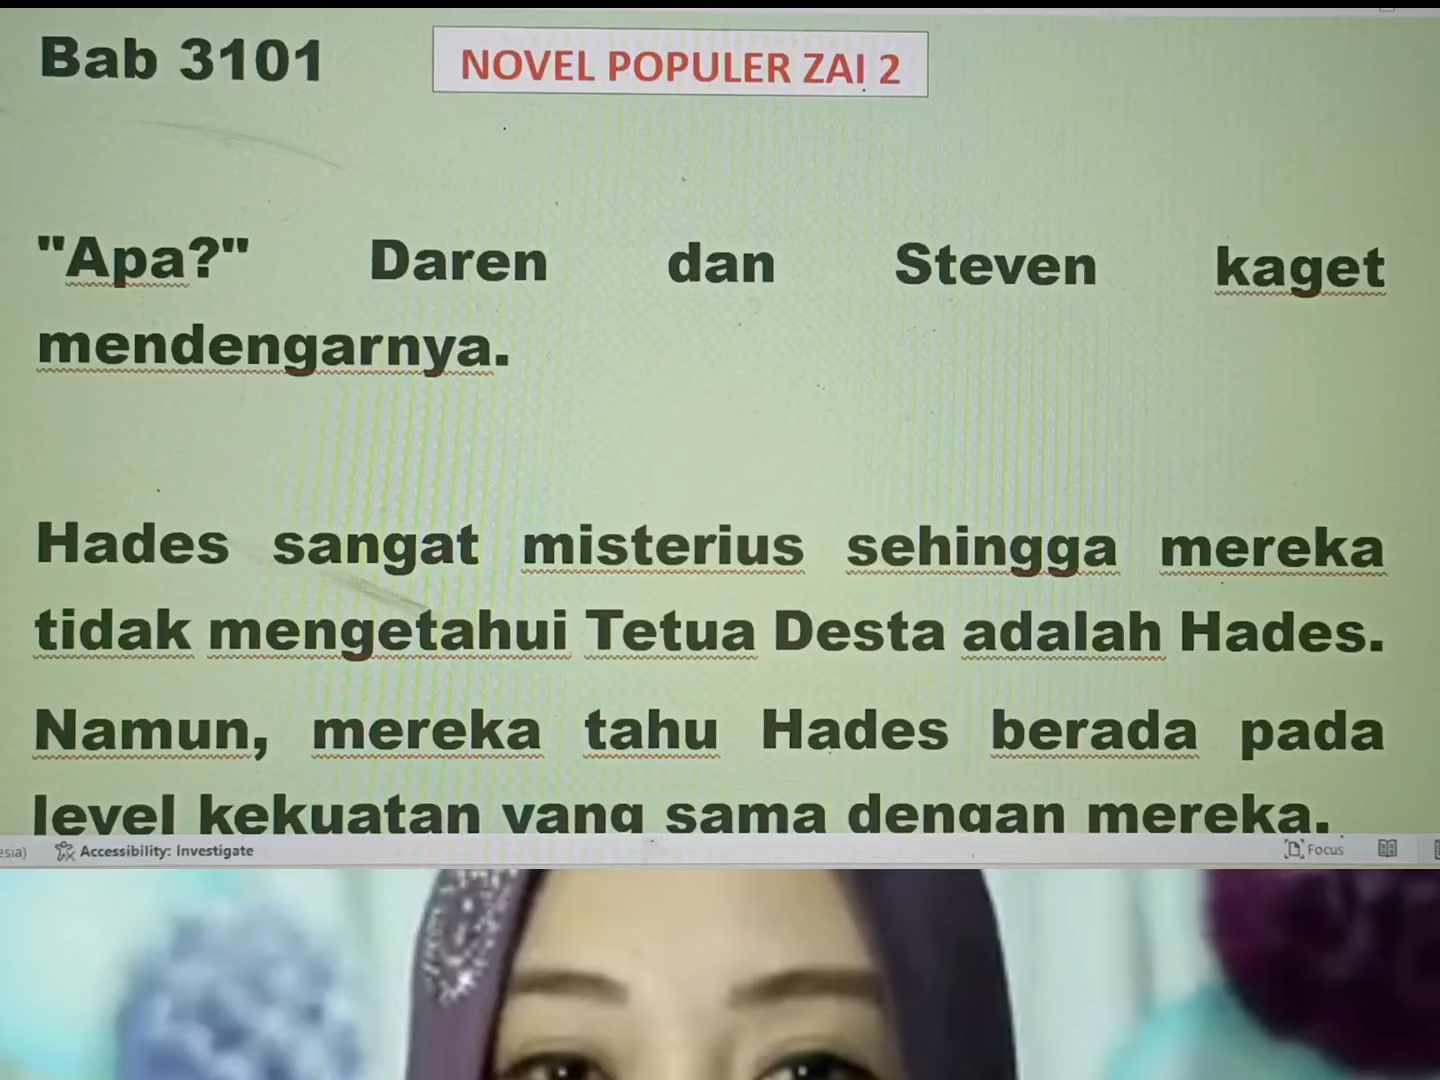 Bab 3101
NOVEL POPULER ZAI 2
"Apa?" Daren dan Steven kaget
mendengarnya.
Hades sangat misterius sehingga mereka
tidak mengetahui Tetua Desta adalah Hades.
Namun, mereka tahu Hades berada pada
level kekuatan yang sama dengan mereka.
Accessibility: Investigate
Focus